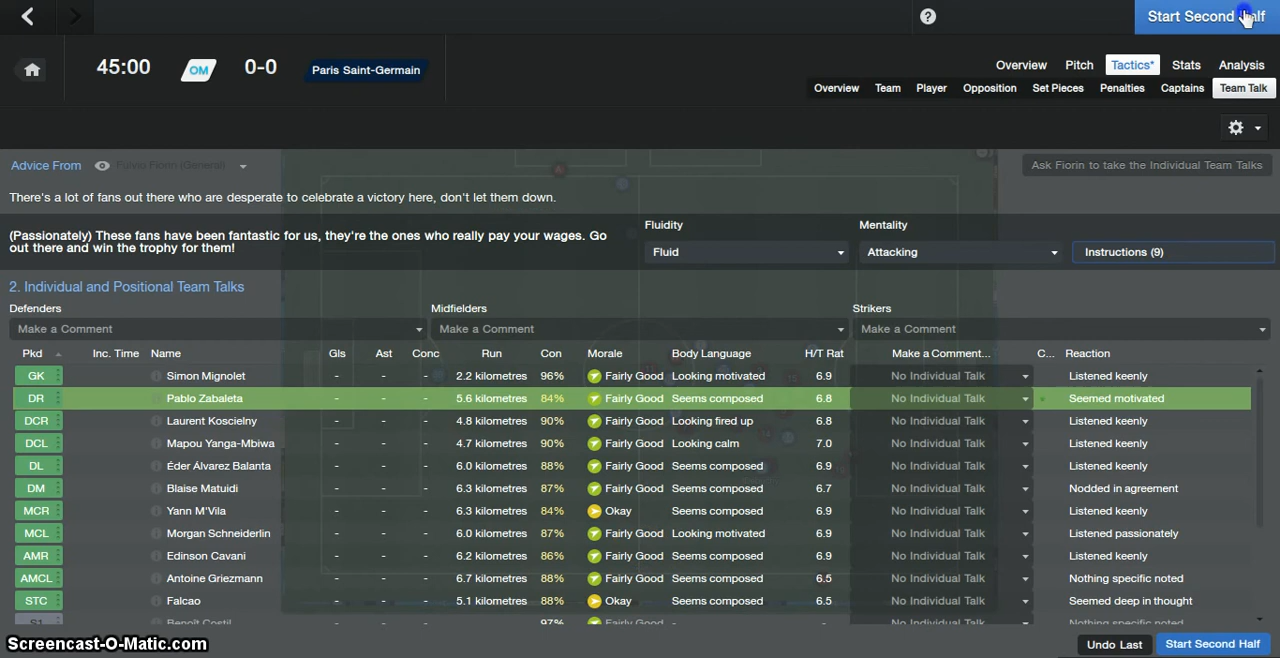 Start Second Half
45:00 OM 0-0 Paris Saint-Germain
Overview Pitch Tactics* Stats Analysis
Overview Team Player Opposition Set Pieces Penalties Captains Team Talk
Advice From Fulvio Fiorin (General) Ask Fiorin to take the Individual Team Talks
There's a lot of fans out there who are desperate to celebrate a victory here, don't let them down.
Fluidity Mentality
(Passionately) These fans have been fantastic for us, they're the ones who really pay your wages. Go
out there and win the trophy for them!
Fluid Attacking Instructions (9)
2. Individual and Positional Team Talks
Defenders Midfielders Strikers
Make a Comment Make a Comment Make a Comment
Pkd Inc. Time Name Gls Ast Conc Run Con Morale Body Language H/T Rat Make a Comment... C... Reaction
GK Simon Mignolet - - - 2.2 kilometres 96% Fairly Good Looking motivated 6.9 No Individual Talk Listened keenly
DR Pablo Zabaleta - - - 5.6 kilometres 84% Fairly Good Seems composed 6.8 No Individual Talk Seemed motivated
DCR Laurent Koscielny - - - 4.8 kilometres 90% Fairly Good Looking fired up 6.8 No Individual Talk Listened keenly
DCL Mapou Yanga-Mbiwa - - - 4.7 kilometres 90% Fairly Good Looking calm 7.0 No Individual Talk Listened keenly
DL Éder Álvarez Balanta - - - 6.0 kilometres 88% Fairly Good Seems composed 6.9 No Individual Talk Listened keenly
DM Blaise Matuidi - - - 6.3 kilometres 87% Fairly Good Seems composed 6.7 No Individual Talk Nodded in agreement
MCR Yann M'Vila - - - 6.3 kilometres 84% Okay Seems composed 6.9 No Individual Talk Listened keenly
MCL Morgan Schneiderlin - - - 6.0 kilometres 87% Fairly Good Looking motivated 6.9 No Individual Talk Listened passionately
AMR Edinson Cavani - - - 6.2 kilometres 86% Fairly Good Seems composed 6.9 No Individual Talk Listened keenly
AMCL Antoine Griezmann - - - 6.7 kilometres 88% Fairly Good Seems composed 6.5 No Individual Talk Nothing specific noted
STC Falcao - - - 5.1 kilometres 88% Okay Seems composed 6.5 No Individual Talk Seemed deep in thought
S1 Benoît Costil 97% Fairly Good - - No Individual Talk Nothing specific noted
Screencast-O-Matic.com Undo Last Start Second Half